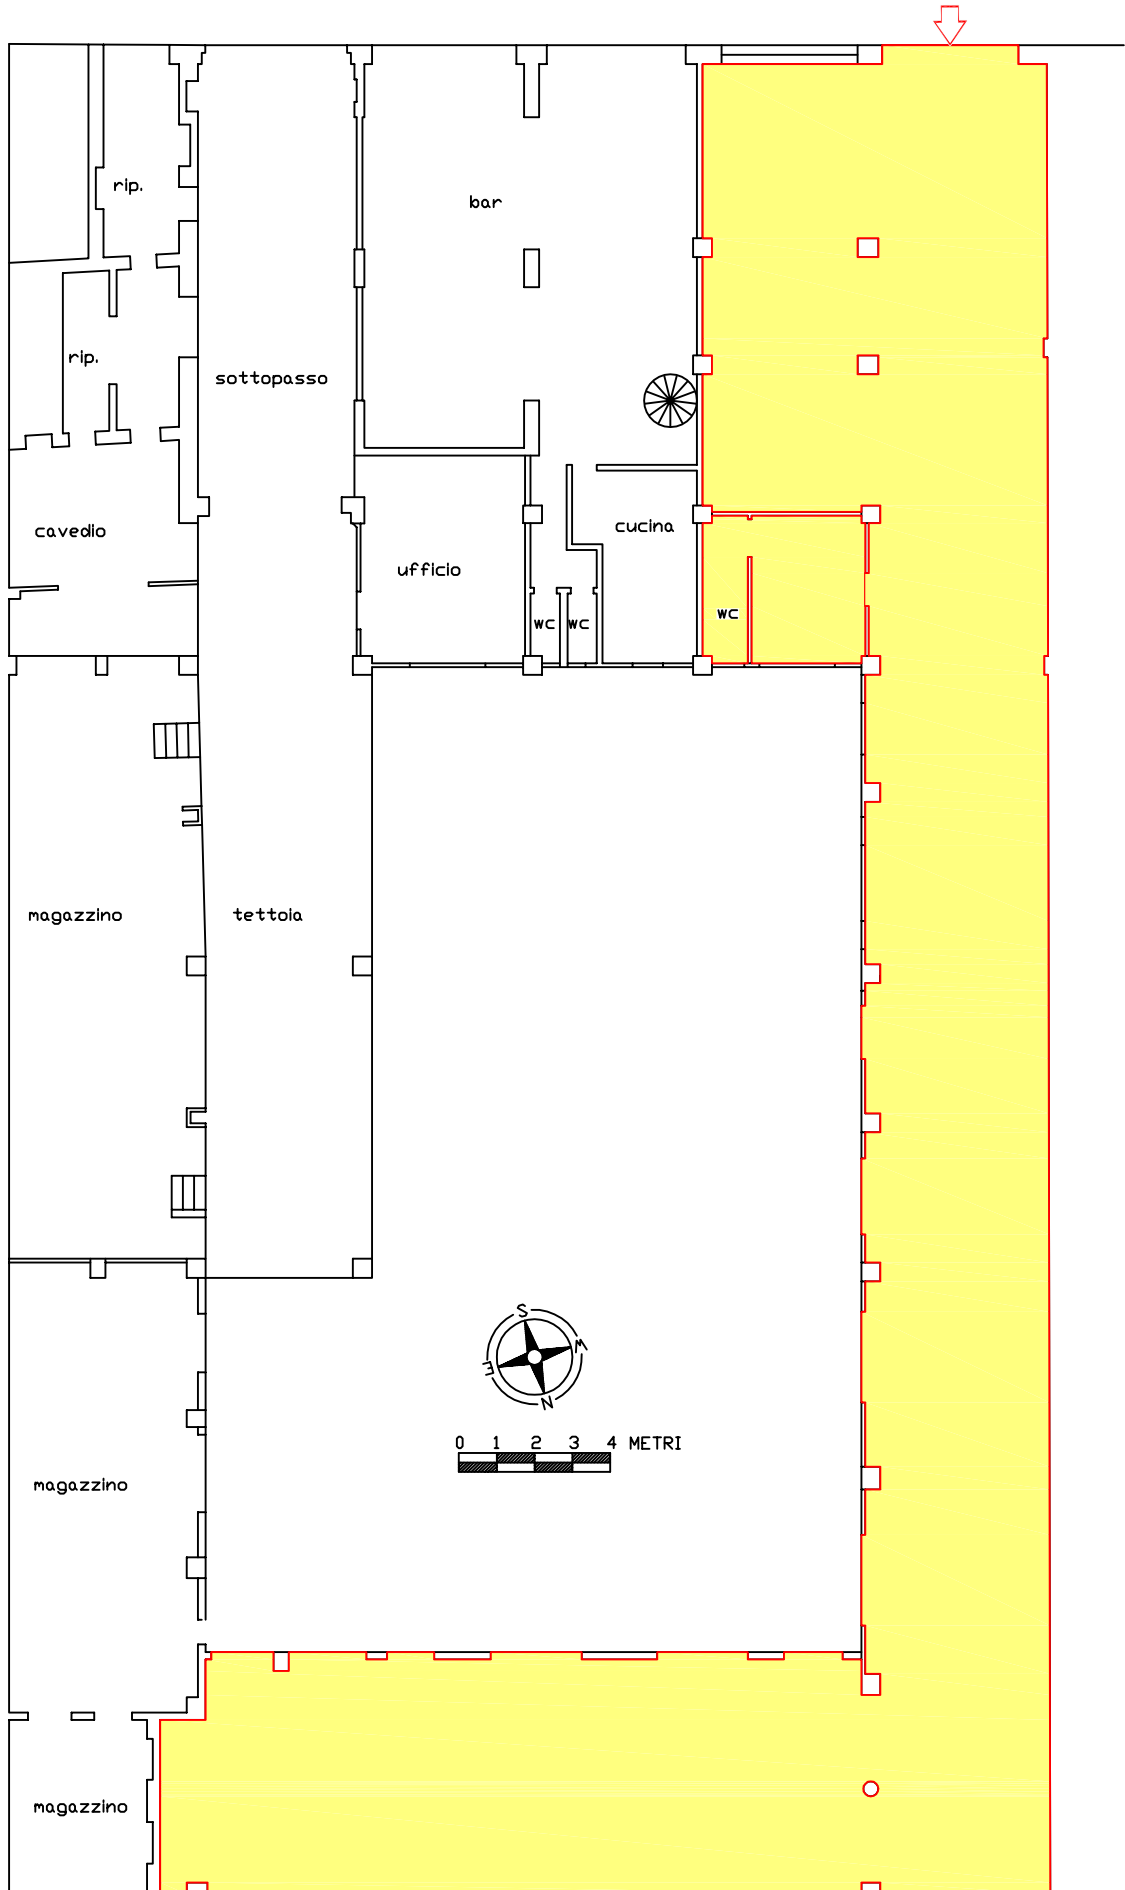 rip.
bar
rip.
sottopasso
cavedio
cucina
ufficio
wc
wc
wc
magazzino
tettoia
S
W
E
N
0 1 2 3 4 METRI
magazzino
magazzino